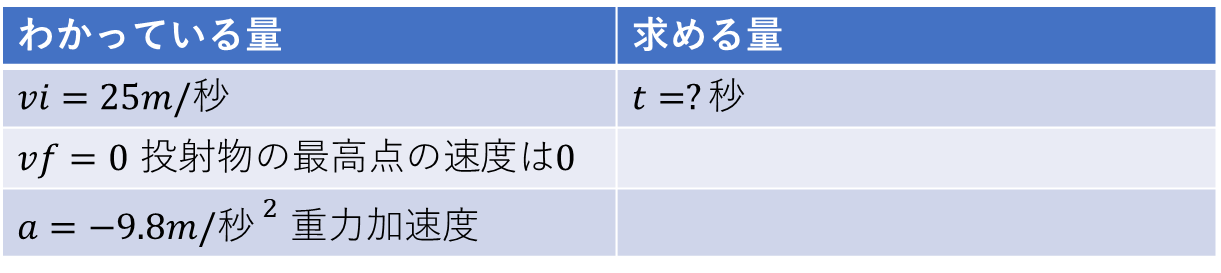 わかっている量
求める量
vi = 25m/秒
t =? 秒
vf = 0 投射物の最高点の速度は0
a = −9.8m/秒 ² 重力加速度